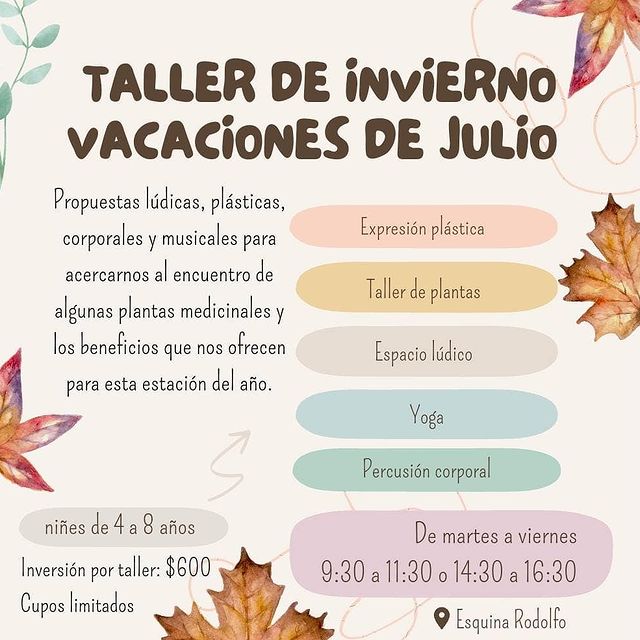 TALLER DE INVIERNO
VACACIONES DE JULIO
Propuestas lúdicas, plásticas,
corporales y musicales para
acercarnos al encuentro de
algunas plantas medicinales y
los beneficios que nos ofrecen
para esta estación del año.
Expresión plástica
Taller de plantas
Espacio lúdico
Yoga
Percusión corporal
niñes de 4 a 8 años
Inversión por taller: $600
Cupos limitados
De martes a viernes
9:30 a 11:30 o 14:30 a 16:30
Esquina Rodolfo